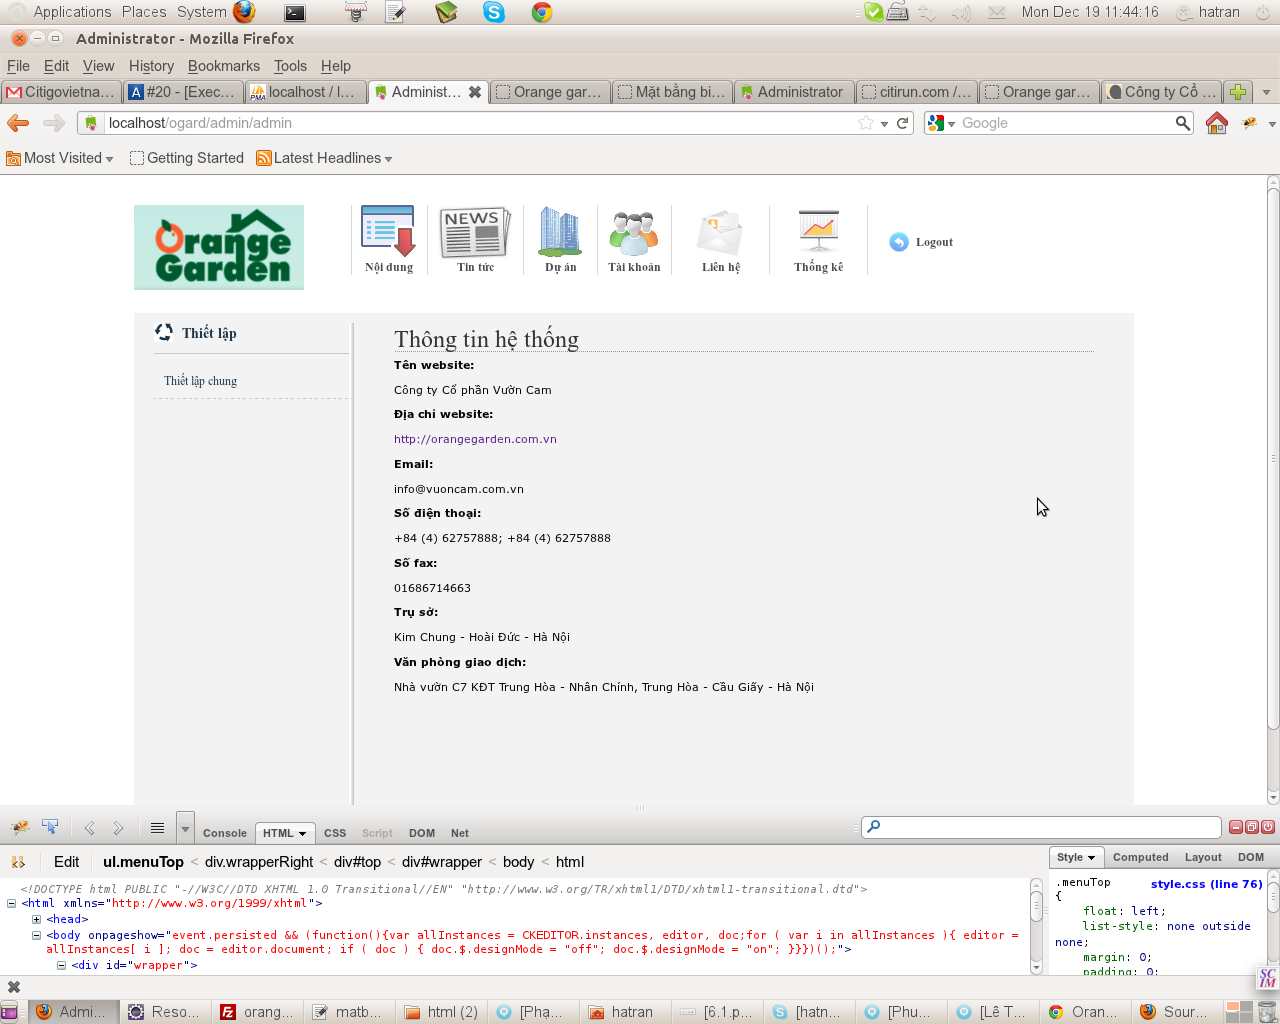 Applications Places System Mon Dec 19 11:44:16 hatran
Administrator - Mozilla Firefox
File Edit View History Bookmarks Tools Help
Citigovietna... #20 - [Exec... localhost / l... Administ... Orange gar... Mặt bằng bi... Administrator citirun.com /... Orange gar... Công ty Cổ ...
localhost/ogard/admin/admin Google
Most Visited Getting Started Latest Headlines
Orange
Garden
NEWS
Nội dung Tin tức Dự án Tài khoản Liên hệ Thống kê Logout
Thiết lập
Thiết lập chung
Thông tin hệ thống
Tên website:
Công ty Cổ phần Vườn Cam
Địa chỉ website:
http://orangegarden.com.vn
Email:
info@vuoncam.com.vn
Số điện thoại:
+84 (4) 62757888; +84 (4) 62757888
Số fax:
01686714663
Trụ sở:
Kim Chung - Hoài Đức - Hà Nội
Văn phòng giao dịch:
Nhà vườn C7 KĐT Trung Hòa - Nhân Chính, Trung Hòa - Cầu Giấy - Hà Nội
Console HTML CSS Script DOM Net
Edit ul.menuTop < div.wrapperRight < div#top < div#wrapper < body < html
Style Computed Layout DOM
<!DOCTYPE html PUBLIC "-//W3C//DTD XHTML 1.0 Transitional//EN" "http://www.w3.org/TR/xhtml1/DTD/xhtml1-transitional.dtd">
<html xmlns="http://www.w3.org/1999/xhtml">
<head>
<body onpageshow="event.persisted && (function(){var allInstances = CKEDITOR.instances, editor, doc;for ( var i in allInstances ){ editor =
allInstances[ i ]; doc = editor.document; if ( doc ) { doc.$.designMode = "off"; doc.$.designMode = "on"; }}})();">
<div id="wrapper">
.menuTop style.css (line 76)
{
float: left;
list-style: none outside
none;
margin: 0;
padding: 0;
SC
IM
Admi... Reso... orang... matb... html (2) [Phạ... hatran [6.1.p... [hatn... [Phu... [Lê T... Oran... Sour...